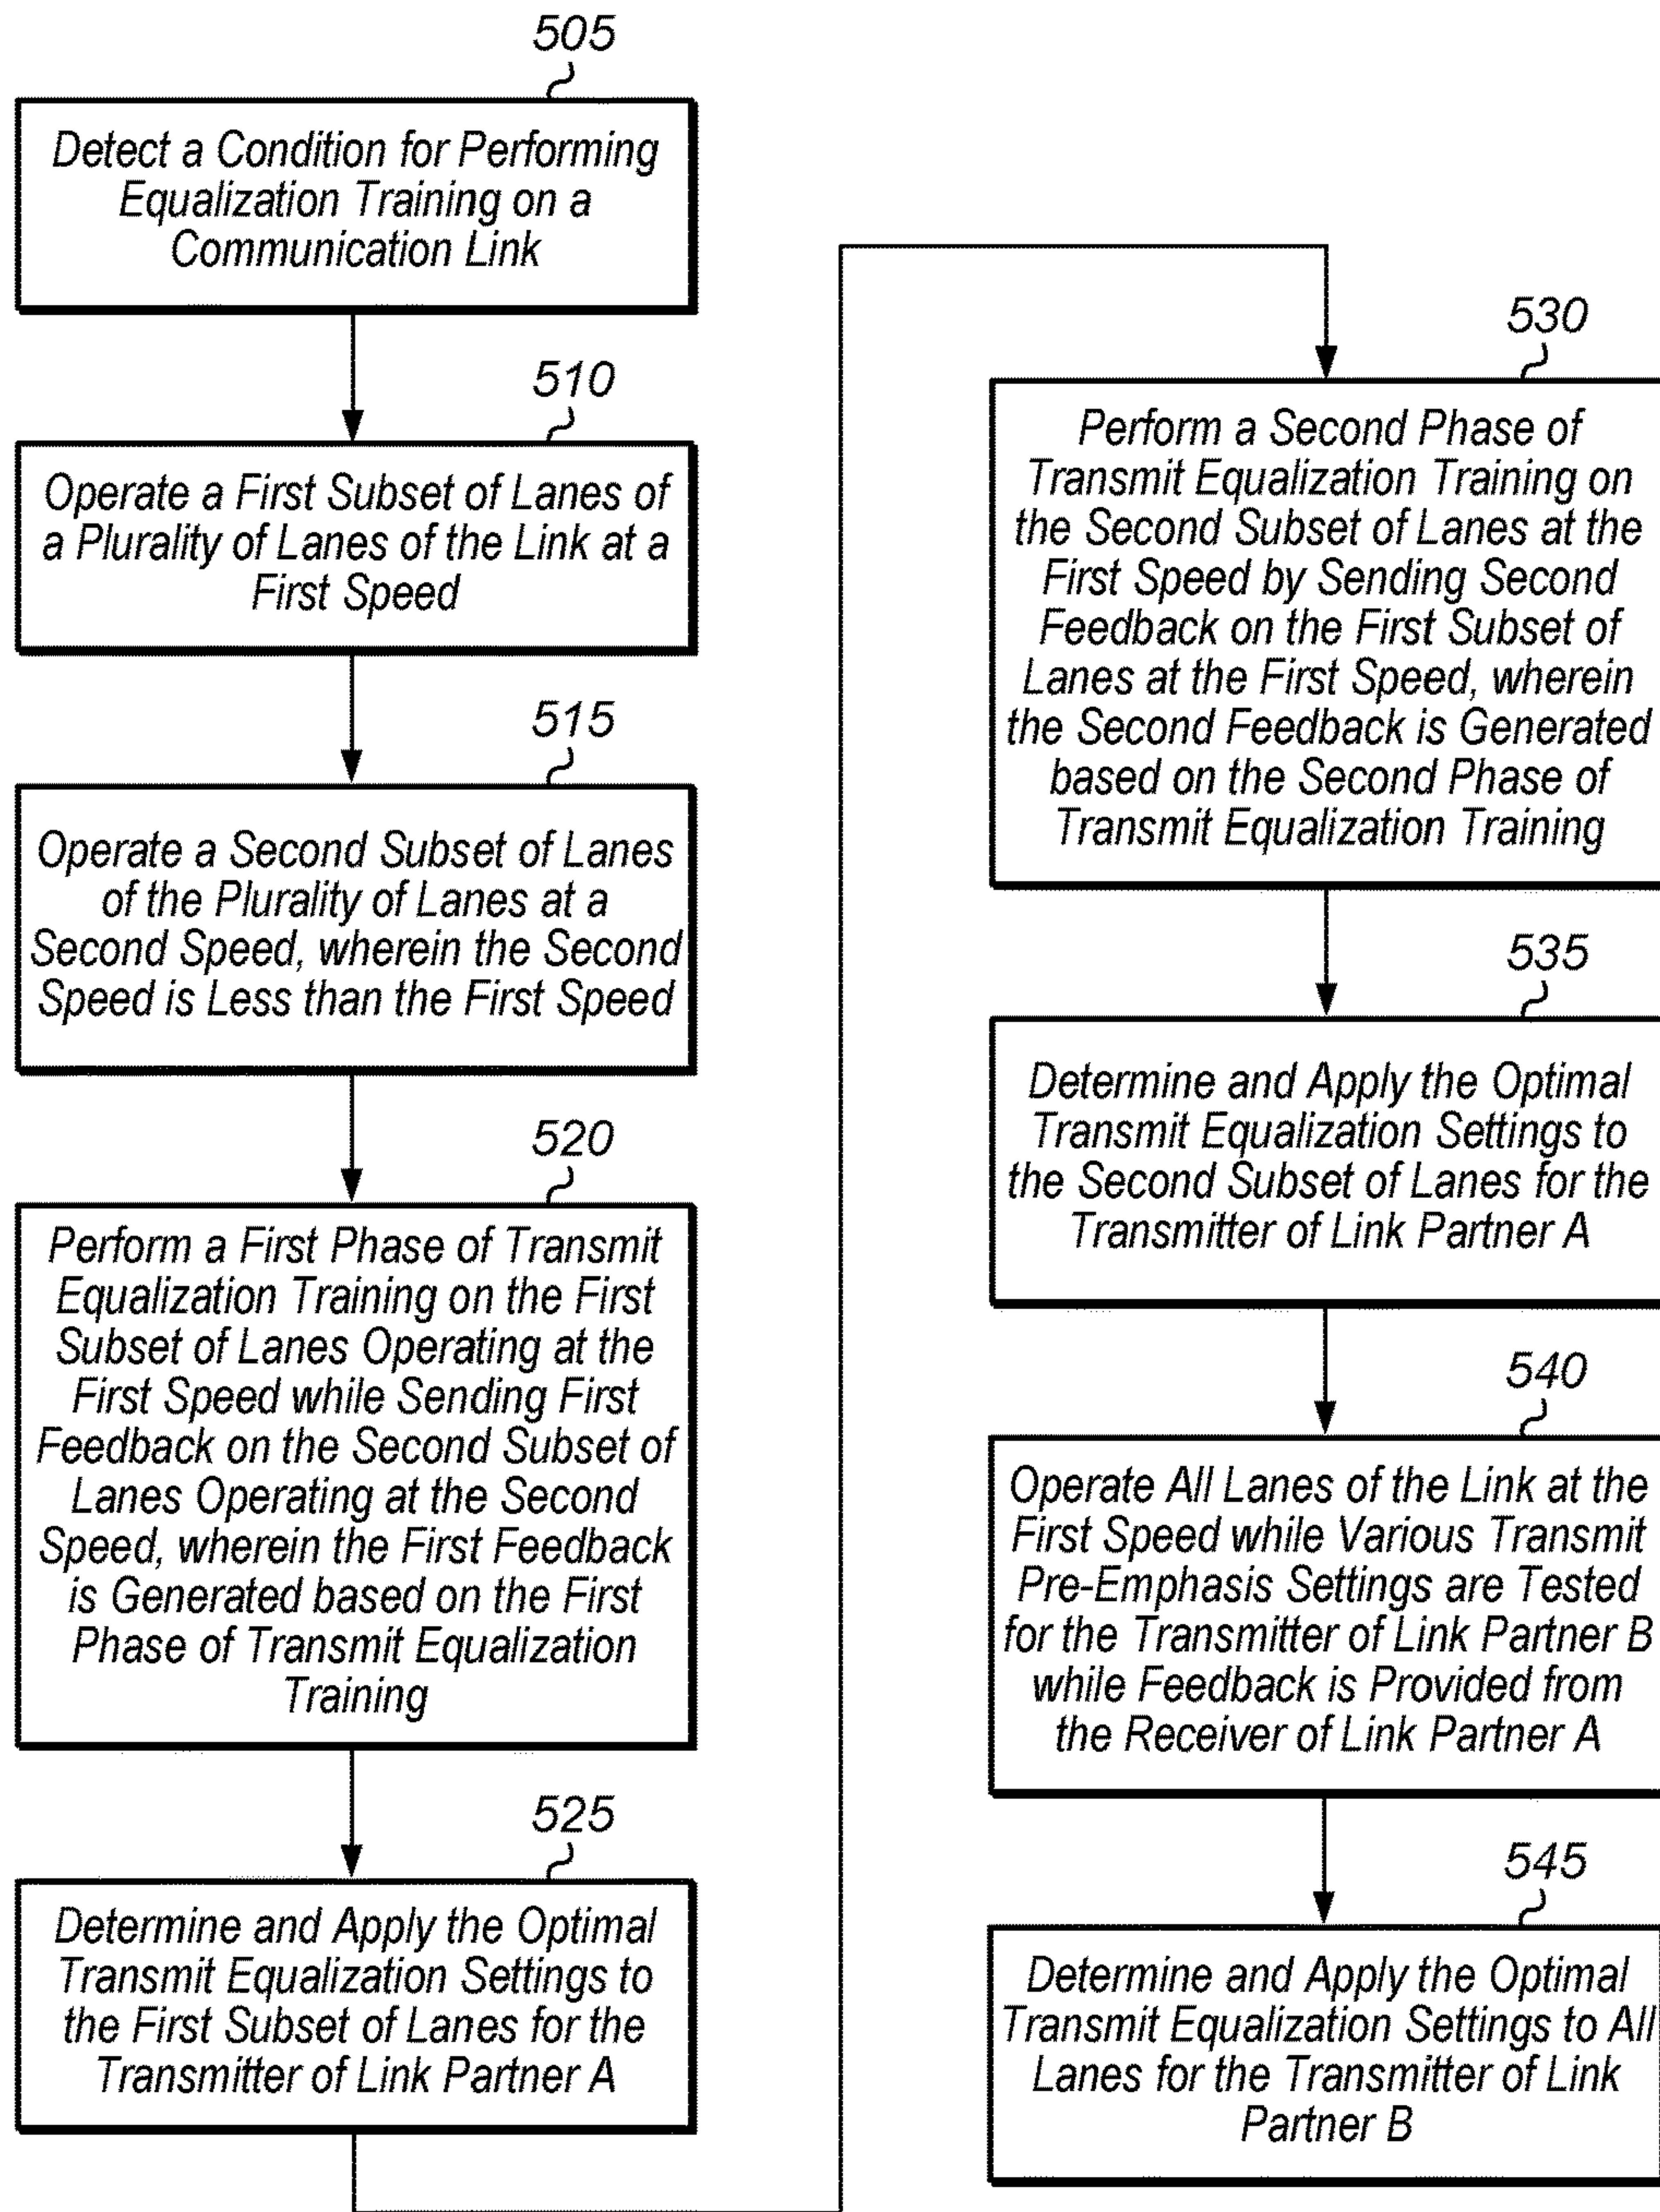 505
Detect a Condition for Performing
Equalization Training on a
Communication Link
510
Operate a First Subset of Lanes of
a Plurality of Lanes of the Link at a
First Speed
515
Operate a Second Subset of Lanes
of the Plurality of Lanes at a
Second Speed, wherein the Second
Speed is Less than the First Speed
520
Perform a First Phase of Transmit
Equalization Training on the First
Subset of Lanes Operating at the
First Speed while Sending First
Feedback on the Second Subset of
Lanes Operating at the Second
Speed, wherein the First Feedback
is Generated based on the First
Phase of Transmit Equalization
Training
525
Determine and Apply the Optimal
Transmit Equalization Settings to
the First Subset of Lanes for the
Transmitter of Link Partner A
530
Perform a Second Phase of
Transmit Equalization Training on
the Second Subset of Lanes at the
First Speed by Sending Second
Feedback on the First Subset of
Lanes at the First Speed, wherein
the Second Feedback is Generated
based on the Second Phase of
Transmit Equalization Training
535
Determine and Apply the Optimal
Transmit Equalization Settings to
the Second Subset of Lanes for the
Transmitter of Link Partner A
540
Operate All Lanes of the Link at the
First Speed while Various Transmit
Pre-Emphasis Settings are Tested
for the Transmitter of Link Partner B
while Feedback is Provided from
the Receiver of Link Partner A
545
Determine and Apply the Optimal
Transmit Equalization Settings to All
Lanes for the Transmitter of Link
Partner B